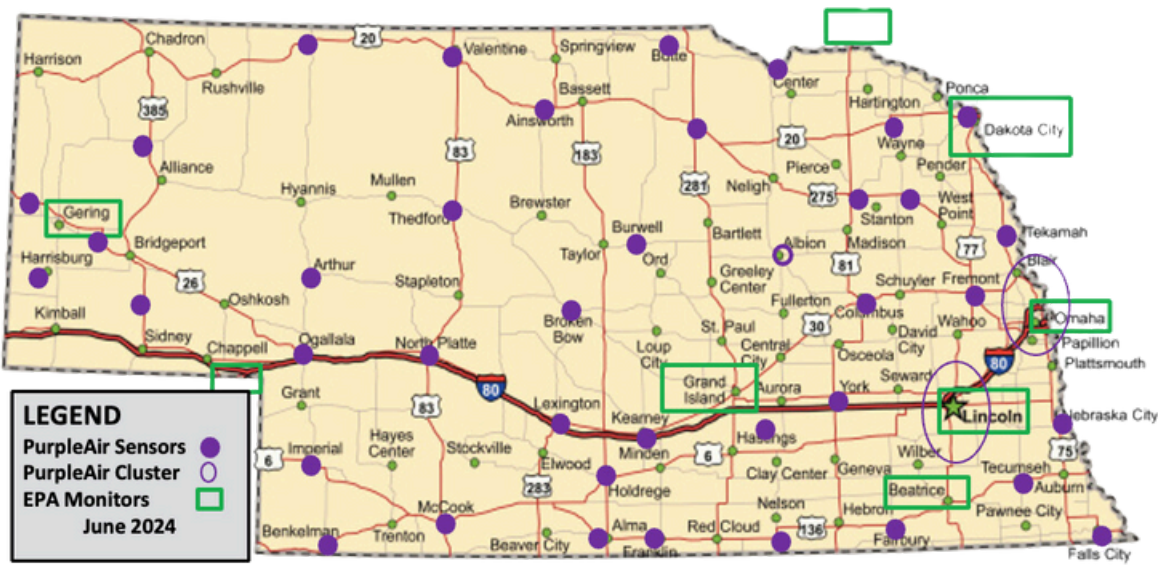 Chadron
20
Valentine
Springview
Butte
Harrison
Rushville
Center
Ponca
385
Bassett
Hartington
Ainsworth
Dakota City
83
183
20
Wayne
Alliance
Pierce
Pender
Hyannis
Mullen
281
Neligh
275
West
Point
Gering
Thedford
Brewster
Stanton
Burwell
Bartlett
Albion
Madison
Tekamah
Bridgeport
Taylor
77
Harrisburg
Arthur
Ord
81
Blair
26
Stapleton
Greeley
Center
Schuyler
Fremont
Oshkosh
Fullerton
Columbus
Kimball
Broken
Bow
St. Paul
30
Omaha
Sidney
Ogallala
North Platte
Loup
City
Central
City
David
City
Wahoo
Papillion
Chappell
Osceola
80
Plattsmouth
Grant
80
Grand
Island
Aurora
York
Seward
LEGEND
83
Lexington
Kearney
Lincoln
Nebraska City
PurpleAir Sensors
Imperial
Hayes
Center
Stockville
Minden
Hastings
PurpleAir Cluster
6
Elwood
6
Wilber
75
EPA Monitors
283
Holdrege
Clay Center
Geneva
Tecumseh
Auburn
June 2024
McCook
Beatrice
Benkelman
Trenton
Beaver City
Alma
Franklin
Red Cloud
Nelson
136
Hebron
Fairbury
Pawnee City
Falls City